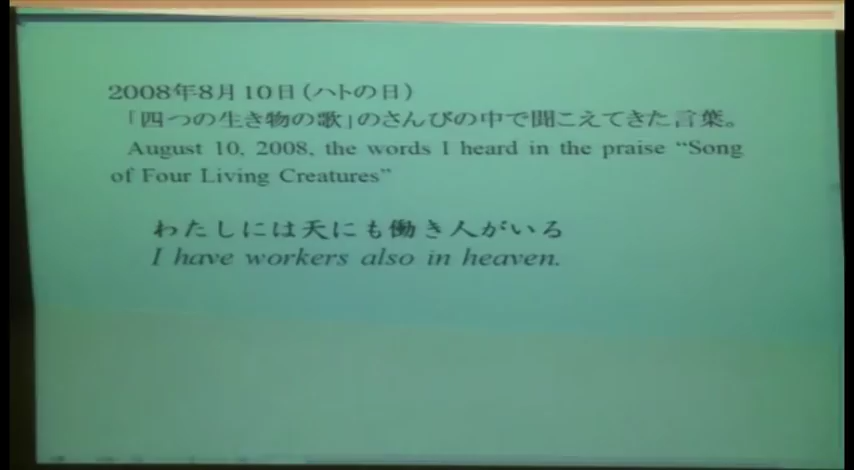 2008年8月10日（ハトの日）
「四つの生き物の歌」のさんびの中で聞こえてきた言葉。
August 10, 2008, the words I heard in the praise “Song
of Four Living Creatures”
わたしには天にも働き人がいる
I have workers also in heaven.